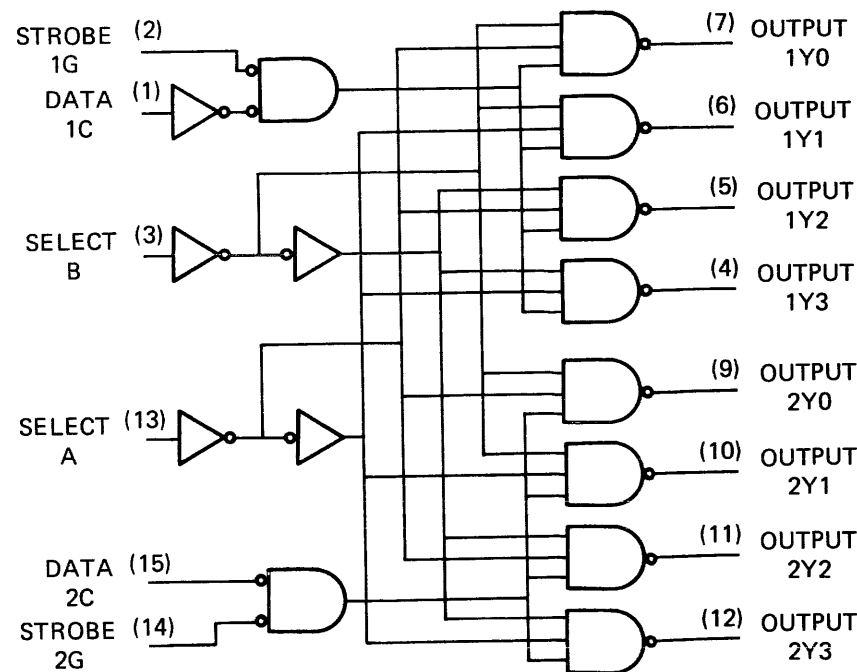 STROBE (2)
1G
DATA (1)
1C
SELECT (3)
B
SELECT (13)
A
DATA (15)
2C
STROBE (14)
2G
(7) OUTPUT
1Y0
(6) OUTPUT
1Y1
(5) OUTPUT
1Y2
(4) OUTPUT
1Y3
(9) OUTPUT
2Y0
(10) OUTPUT
2Y1
(11) OUTPUT
2Y2
(12) OUTPUT
2Y3